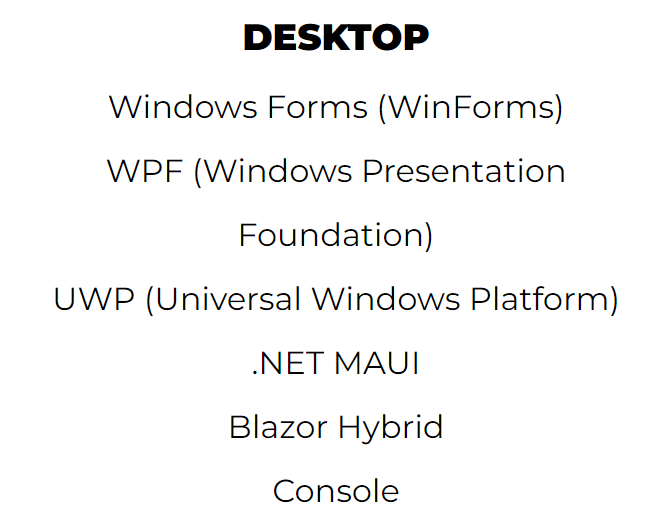 DESKTOP
Windows Forms (WinForms)
WPF (Windows Presentation
Foundation)
UWP (Universal Windows Platform)
.NET MAUI
Blazor Hybrid
Console